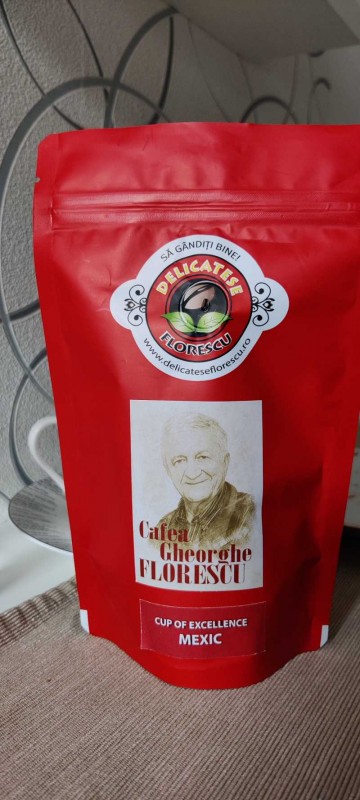 SĂ GÂNDIȚI BINE!
DELICATESE
FLORESCU
www.delicateseflorescu.ro
Cafea
Gheorghe
FLORESCU
CUP OF EXCELLENCE
MEXIC